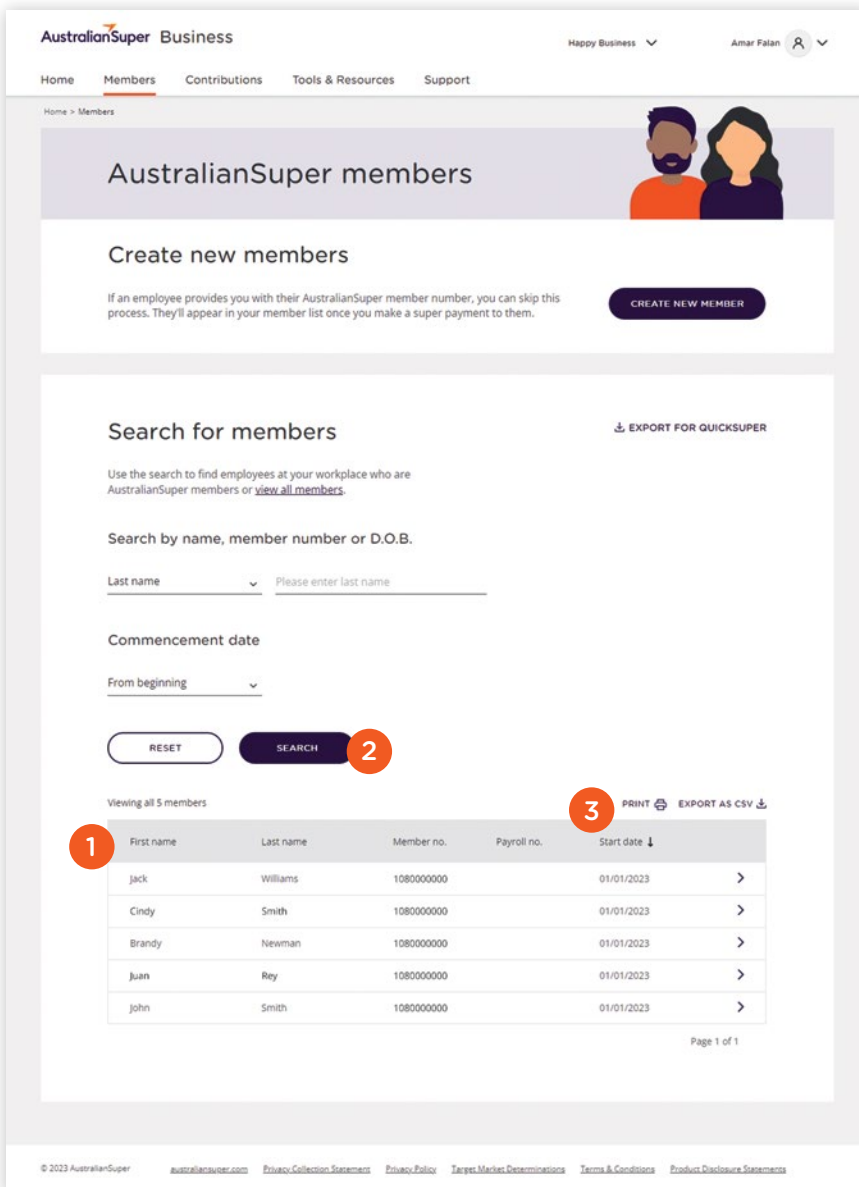 AustralianSuper Business
Happy Business
Amar Falan
Home Members Contributions Tools & Resources Support
Home > Members
AustralianSuper members
Create new members
If an employee provides you with their AustralianSuper member number, you can skip this
process. They'll appear in your member list once you make a super payment to them.
CREATE NEW MEMBER
Search for members
EXPORT FOR QUICKSUPER
Use the search to find employees at your workplace who are
AustralianSuper members or view all members.
Search by name, member number or D.O.B.
Last name Please enter last name
Commencement date
From beginning
RESET SEARCH 2
Viewing all 5 members 3 PRINT EXPORT AS CSV
1 First name Last name Member no. Payroll no. Start date ↓
Jack Williams 1080000000 01/01/2023 >
Cindy Smith 1080000000 01/01/2023 >
Brandy Newman 1080000000 01/01/2023 >
Juan Rey 1080000000 01/01/2023 >
John Smith 1080000000 01/01/2023 >
Page 1 of 1
© 2023 AustralianSuper australiansuper.com Privacy Collection Statement Privacy Policy Target Market Determinations Terms & Conditions Product Disclosure Statements